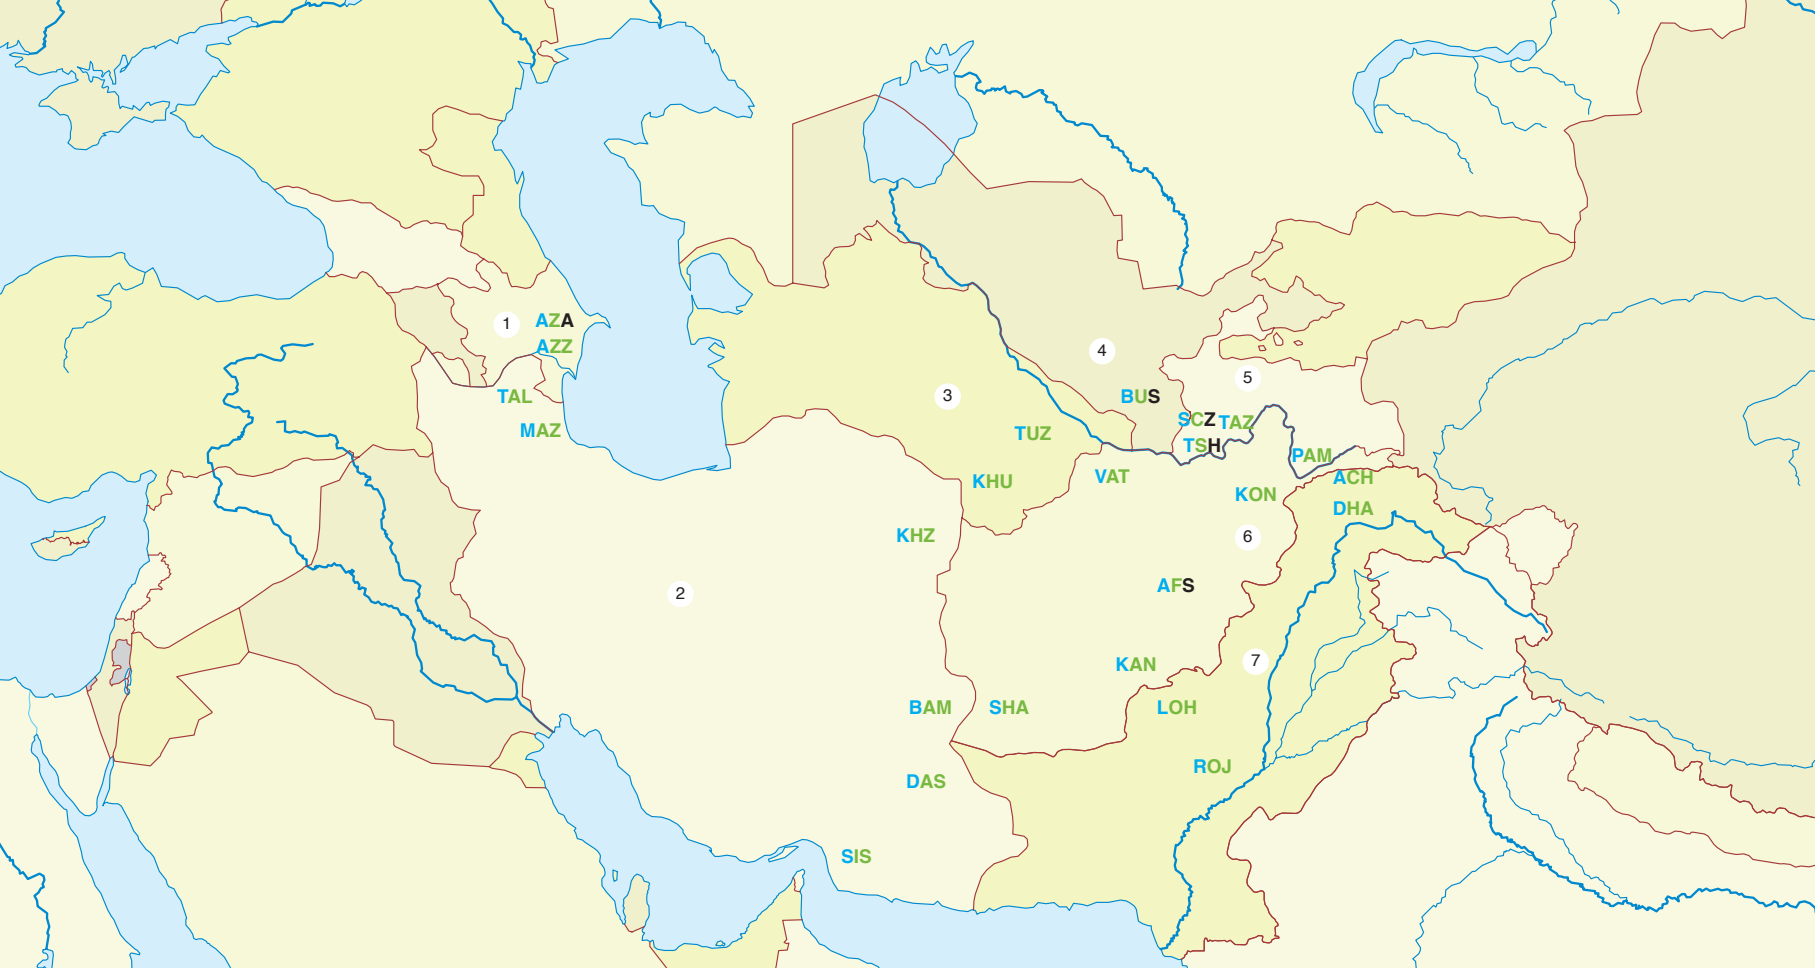 1 AZA
AZZ
4
5
TAL
3
BUS
MAZ
TUZ
SCZ TAZ
TSH
PAM
VAT
ACH
KHU
KON
DHA
KHZ
6
AFS
2
KAN
7
BAM
SHA
LOH
ROJ
DAS
SIS